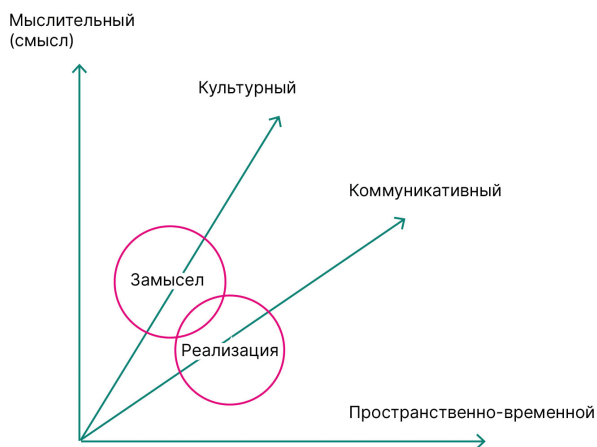 Мыслительный
(смысл)
Культурный
Коммуникативный
Замысел
Реализация
Пространственно-временной